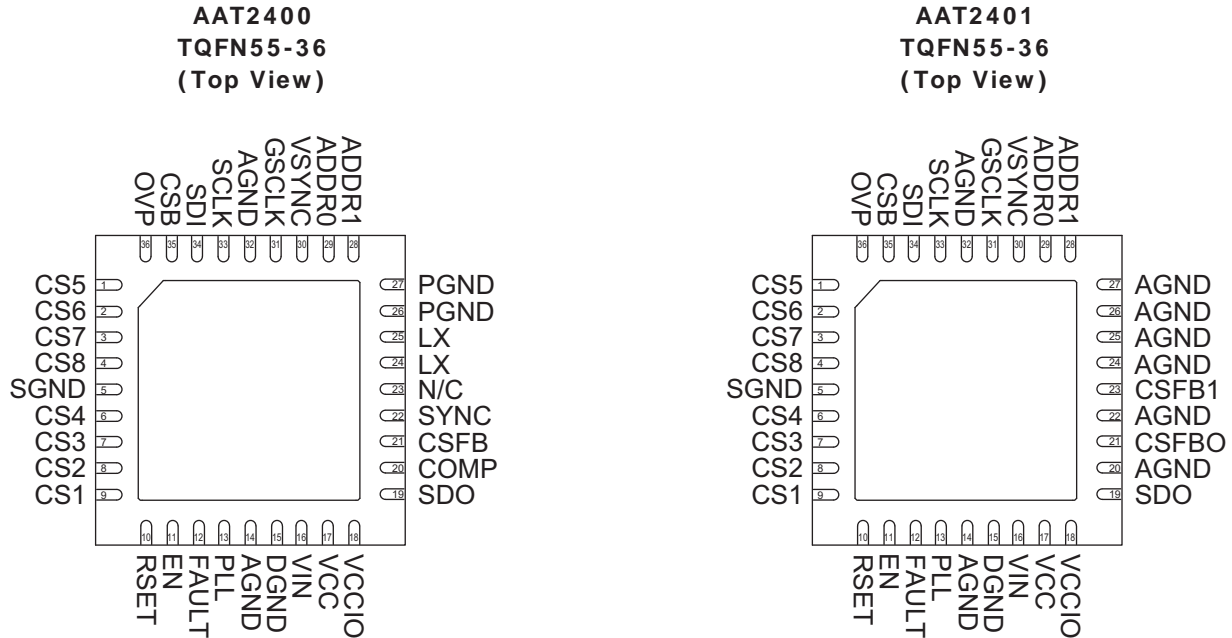 AAT2400
TQFN55-36
(Top View)
OVP
CSB
SDI
SCLK
AGND
GSCLK
VSYNC
ADDR0
ADDR1
36
35
34
33
32
31
30
29
28
CS5 1
CS6 2
CS7 3
CS8 4
SGND 5
CS4 6
CS3 7
CS2 8
CS1 9
27 PGND
26 PGND
25 LX
24 LX
23 N/C
22 SYNC
21 CSFB
20 COMP
19 SDO
10
11
12
13
14
15
16
17
18
RSET
EN
FAULT
PLL
AGND
DGND
VIN
VCC
VCCIO
AAT2401
TQFN55-36
(Top View)
OVP
CSB
SDI
SCLK
AGND
GSCLK
VSYNC
ADDR0
ADDR1
36
35
34
33
32
31
30
29
28
CS5 1
CS6 2
CS7 3
CS8 4
SGND 5
CS4 6
CS3 7
CS2 8
CS1 9
27 AGND
26 AGND
25 AGND
24 AGND
23 CSFB1
22 AGND
21 CSFBO
20 AGND
19 SDO
10
11
12
13
14
15
16
17
18
RSET
EN
FAULT
PLL
AGND
DGND
VIN
VCC
VCCIO